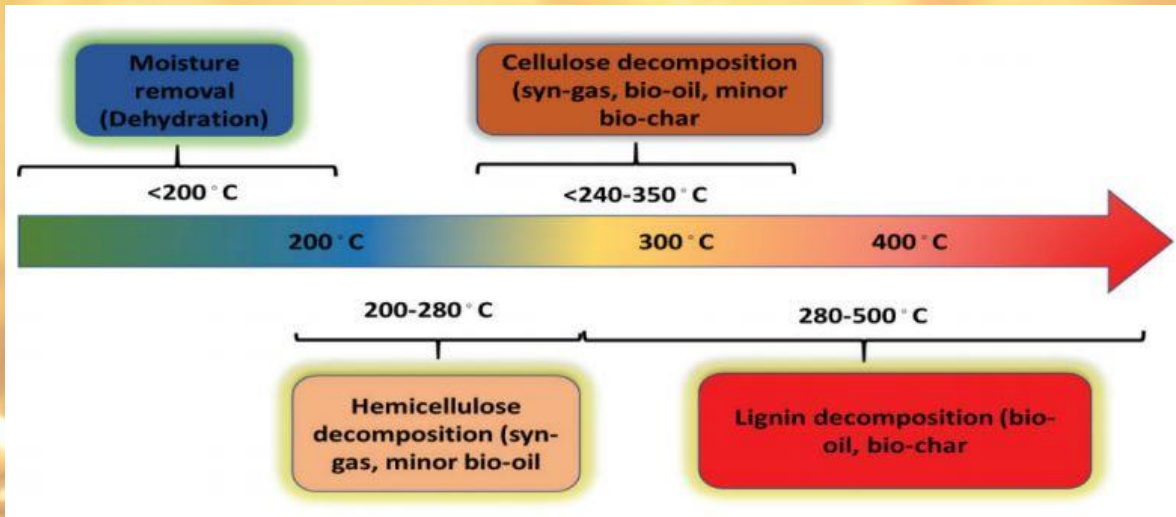 Moisture
removal
(Dehydration)
Cellulose decomposition
(syn-gas, bio-oil, minor
bio-char
<200°C
<240-350°C
200°C
300°C
400°C
200-280°C
280-500°C
Hemicellulose
decomposition (syn-
gas, minor bio-oil
Lignin decomposition (bio-
oil, bio-char